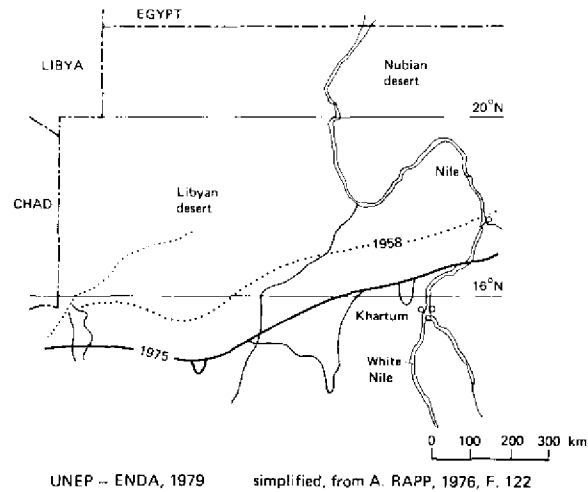 EGYPT
LIBYA
Nubian
desert
20°N
Nile
CHAD
Libyan
desert
1958
16°N
Khartum
1975
White
Nile
0 100 200 300 km
UNEP – ENDA, 1979 simplified, from A. RAPP, 1976, F. 122